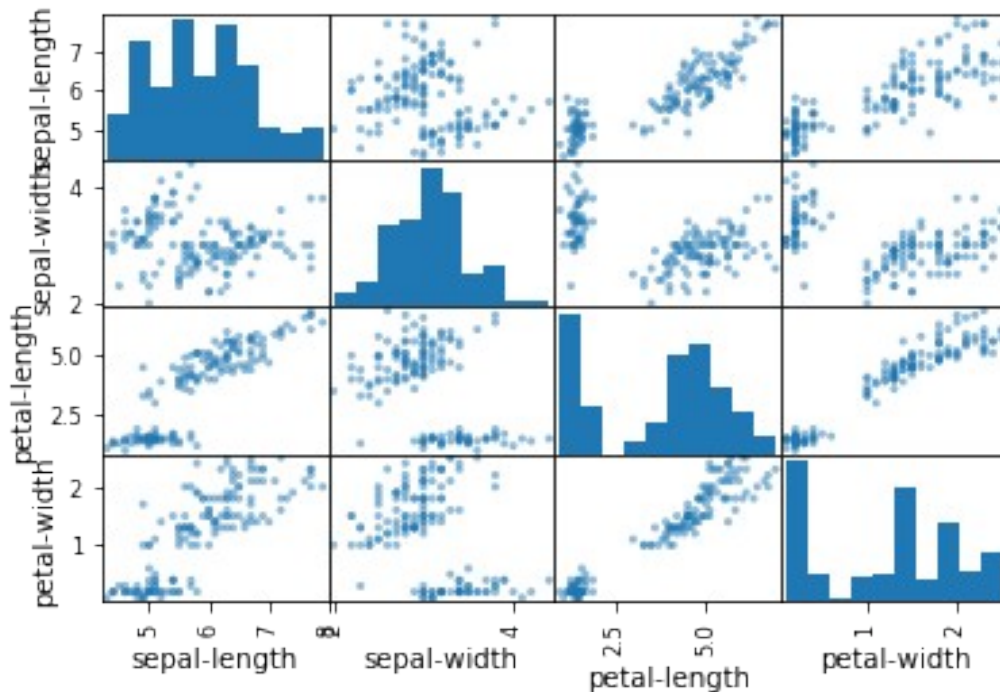 sepal-length
7
6
5
sepal-width
4
2
petal-length
5.0
2.5
petal-width
2
1
5 6 7 8 2 4 2.5 5.0 1 2
sepal-length sepal-width petal-length petal-width